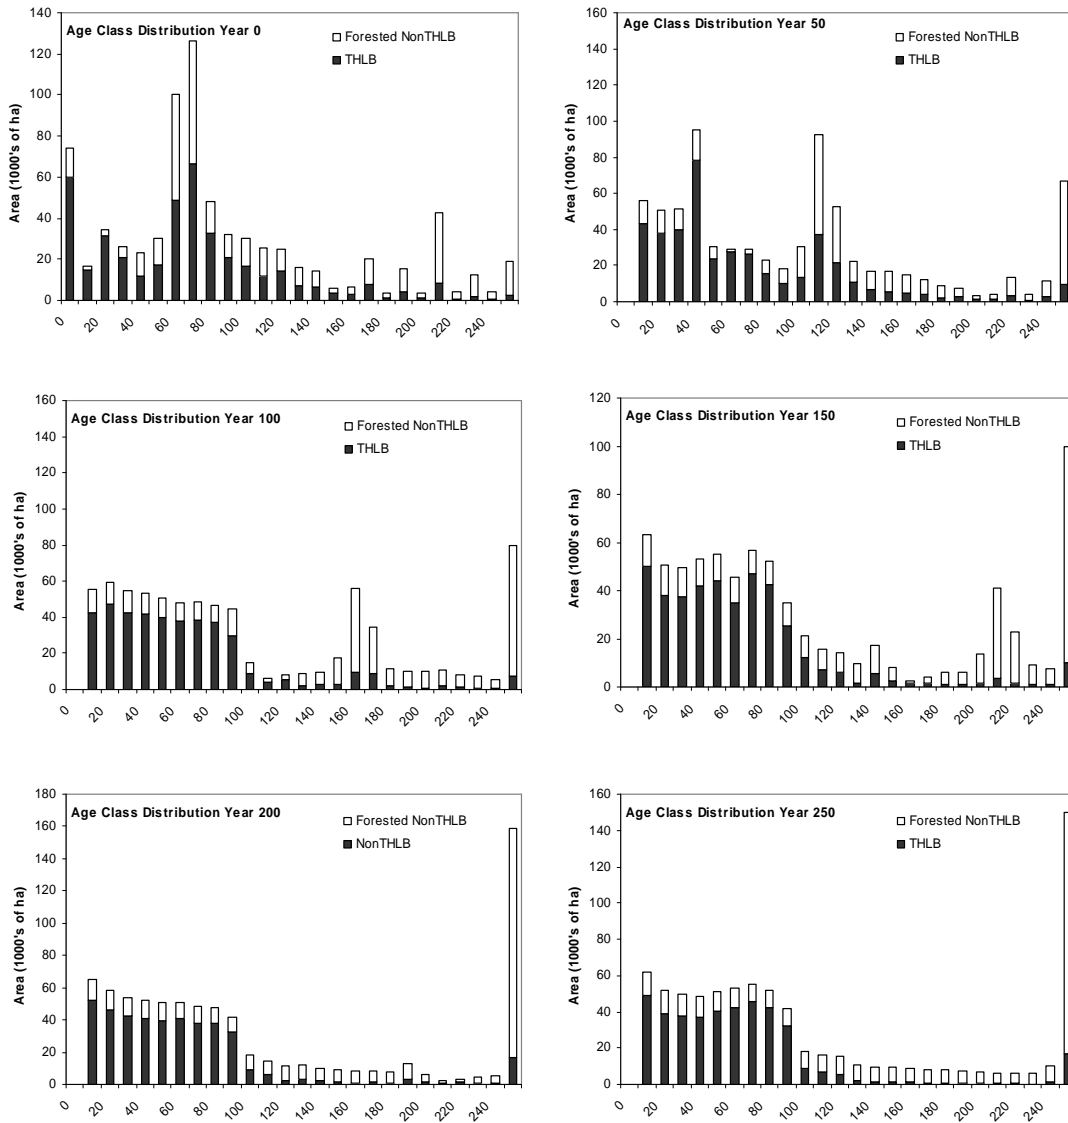 Age Class Distribution Year 0
Forested NonTHLB
THLB
Area (1000's of ha)
140
120
100
80
60
40
20
0
0 20 40 60 80 100 120 140 160 180 200 220 240
Age Class Distribution Year 50
Forested NonTHLB
THLB
Area (1000's of ha)
160
140
120
100
80
60
40
20
0
0 20 40 60 80 100 120 140 160 180 200 220 240
Age Class Distribution Year 100
Forested NonTHLB
THLB
Area (1000's of ha)
160
140
120
100
80
60
40
20
0
0 20 40 60 80 100 120 140 160 180 200 220 240
Age Class Distribution Year 150
Forested NonTHLB
THLB
Area (1000's of ha)
120
100
80
60
40
20
0
0 20 40 60 80 100 120 140 160 180 200 220 240
Age Class Distribution Year 200
Forested NonTHLB
NonTHLB
Area (1000's of ha)
180
160
140
120
100
80
60
40
20
0
0 20 40 60 80 100 120 140 160 180 200 220 240
Age Class Distribution Year 250
Forested NonTHLB
THLB
Area (1000's of ha)
160
140
120
100
80
60
40
20
0
0 20 40 60 80 100 120 140 160 180 200 220 240